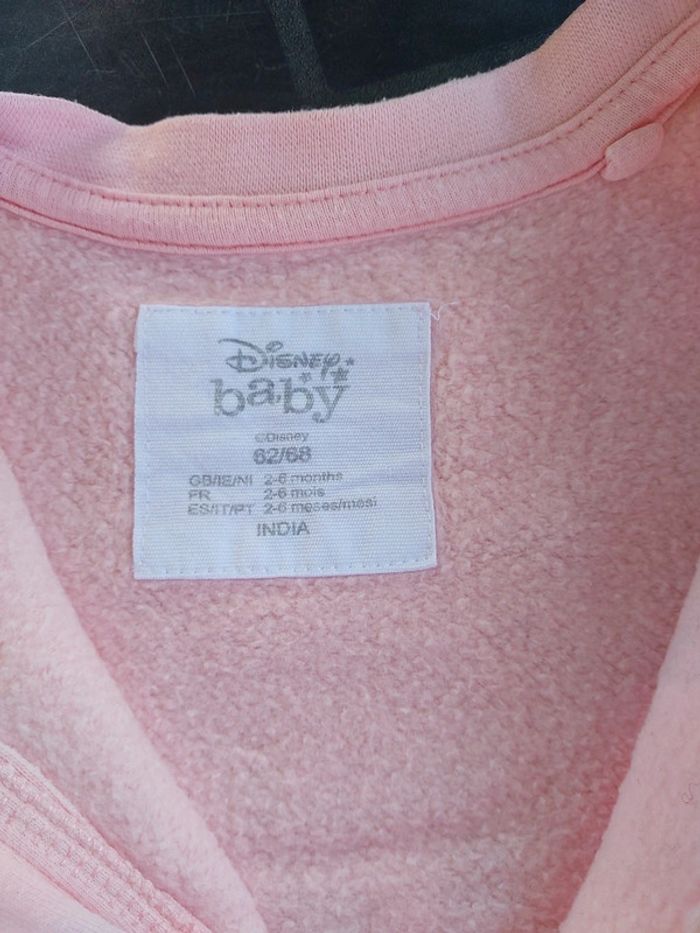 Disney
baby
©Disney
62/68
GB/IE/NI 2-6 months
FR 2-6 mois
ES/IT/PT 2-6 meses/mesi
INDIA